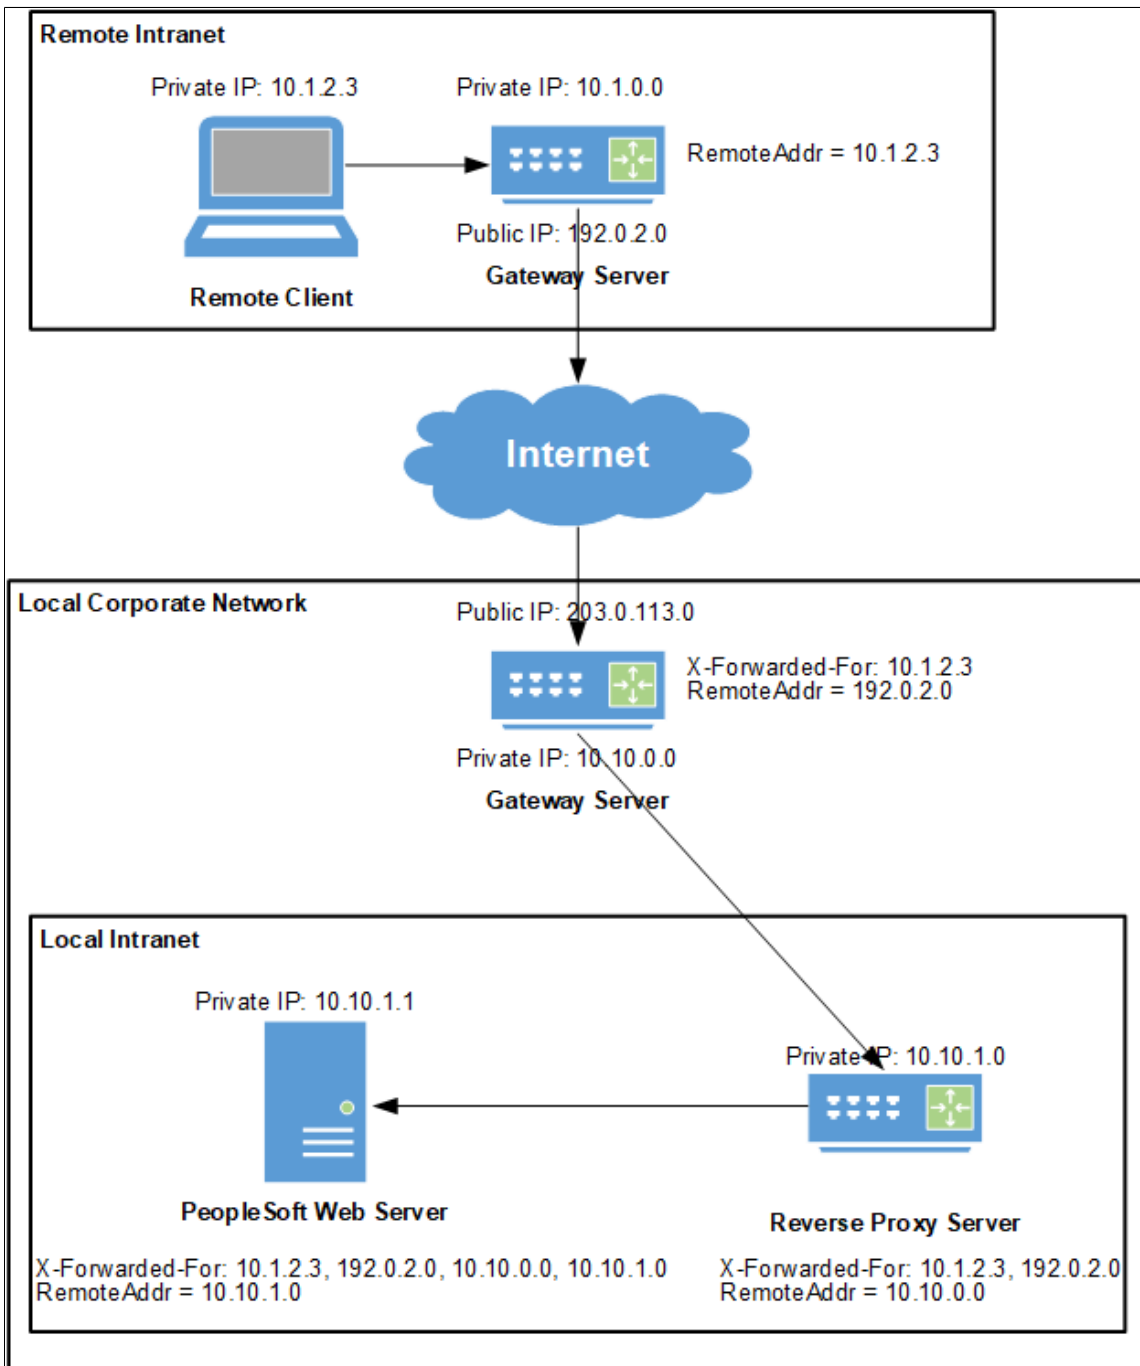 Remote Intranet
Private IP: 10.1.2.3
Private IP: 10.1.0.0
RemoteAddr = 10.1.2.3
Public IP: 192.0.2.0
Gateway Server
Remote Client
Internet
Local Corporate Network
Public IP: 203.0.113.0
X-Forwarded-For: 10.1.2.3
RemoteAddr = 192.0.2.0
Private IP: 10.10.0.0
Gateway Server
Local Intranet
Private IP: 10.10.1.1
Private IP: 10.10.1.0
PeopleSoft Web Server
Reverse Proxy Server
X-Forwarded-For: 10.1.2.3, 192.0.2.0, 10.10.0.0, 10.10.1.0
RemoteAddr = 10.10.1.0
X-Forwarded-For: 10.1.2.3, 192.0.2.0
RemoteAddr = 10.10.0.0